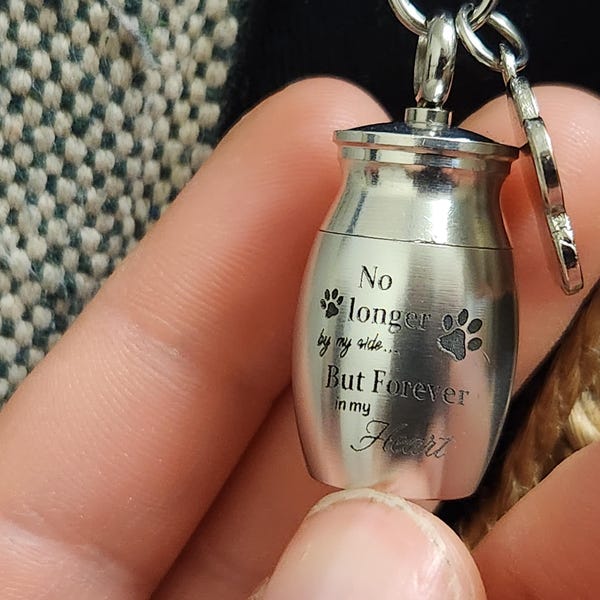 No
longer
by my side...
But Forever
in my
Heart